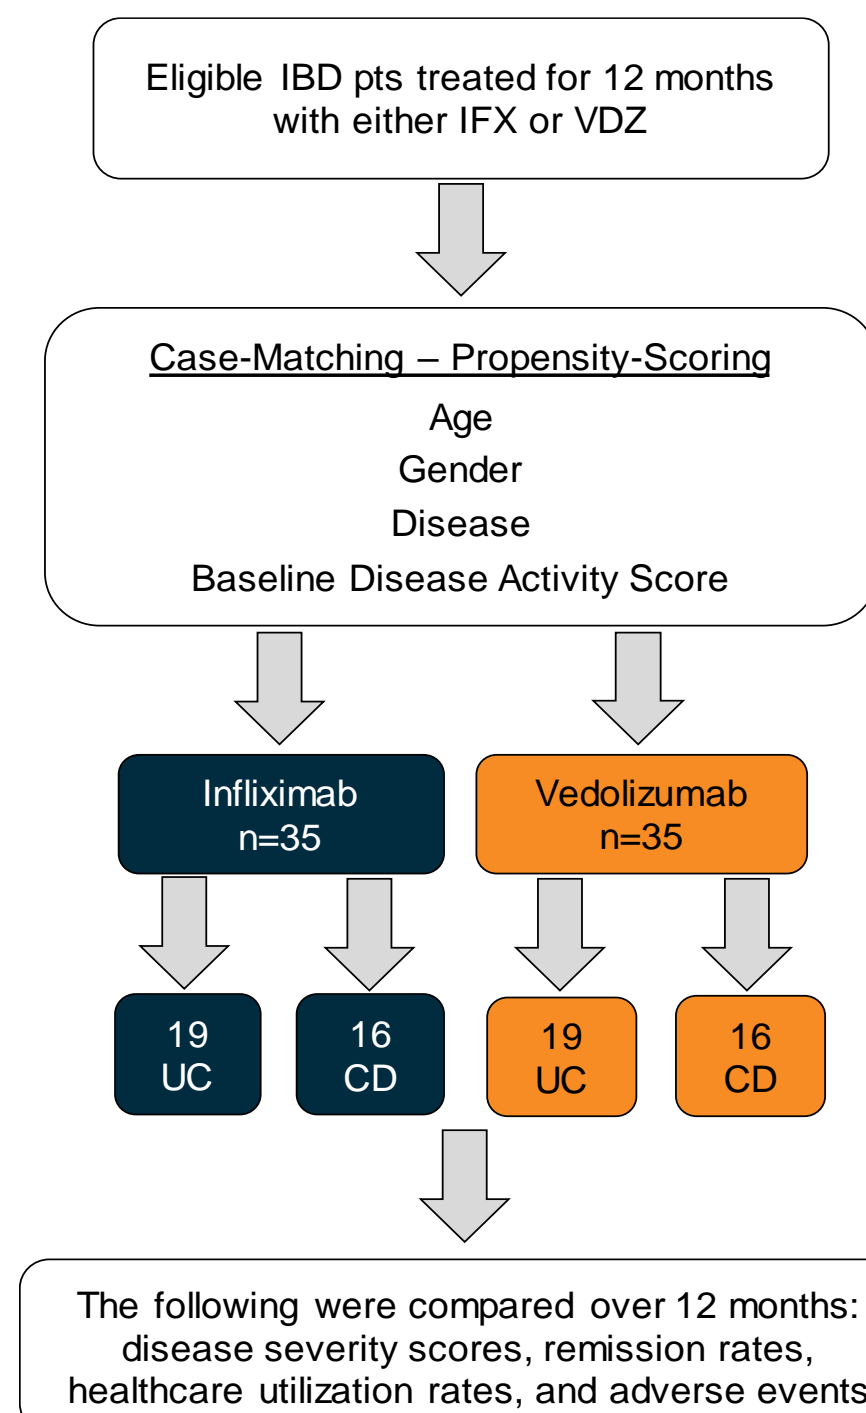 Eligible IBD pts treated for 12 months
with either IFX or VDZ
Case-Matching – Propensity-Scoring
Age
Gender
Disease
Baseline Disease Activity Score
Infliximab
n=35
Vedolizumab
n=35
19
UC
16
CD
19
UC
16
CD
The following were compared over 12 months:
disease severity scores, remission rates,
healthcare utilization rates, and adverse events